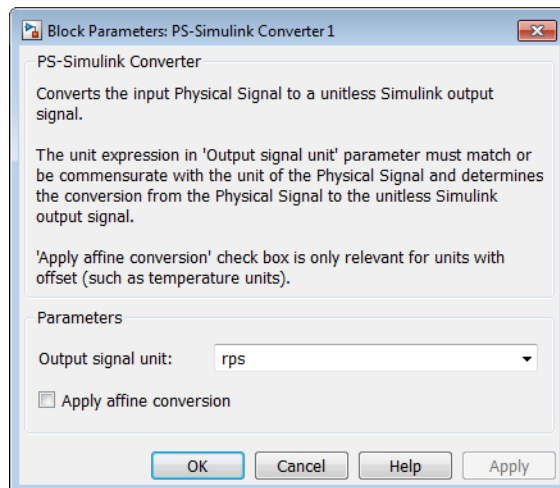 Block Parameters: PS-Simulink Converter1
PS-Simulink Converter
Converts the input Physical Signal to a unitless Simulink output
signal.
The unit expression in 'Output signal unit' parameter must match or
be commensurate with the unit of the Physical Signal and determines
the conversion from the Physical Signal to the unitless Simulink
output signal.
'Apply affine conversion' check box is only relevant for units with
offset (such as temperature units).
Parameters
Output signal unit: rps
Apply affine conversion
OK Cancel Help Apply